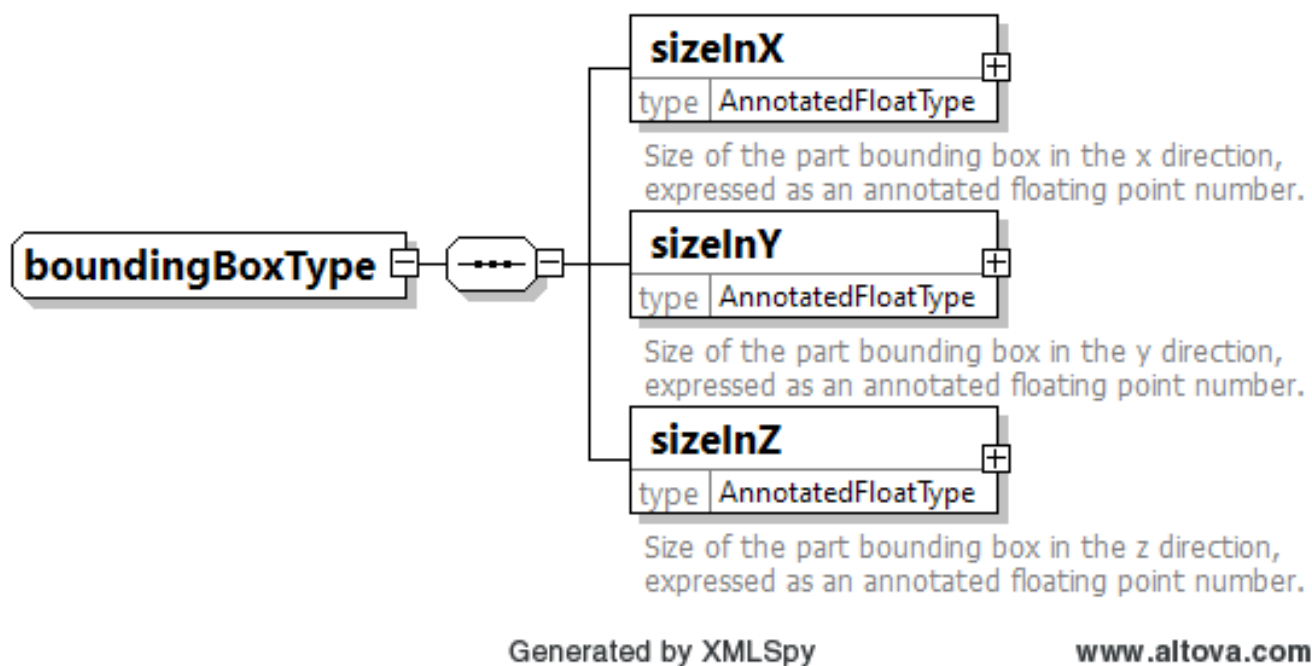 sizeInX
type AnnotatedFloatType
Size of the part bounding box in the x direction,
expressed as an annotated floating point number.
boundingBoxType
sizeInY
type AnnotatedFloatType
Size of the part bounding box in the y direction,
expressed as an annotated floating point number.
sizeInZ
type AnnotatedFloatType
Size of the part bounding box in the z direction,
expressed as an annotated floating point number.
Generated by XMLSpy
www.altova.com